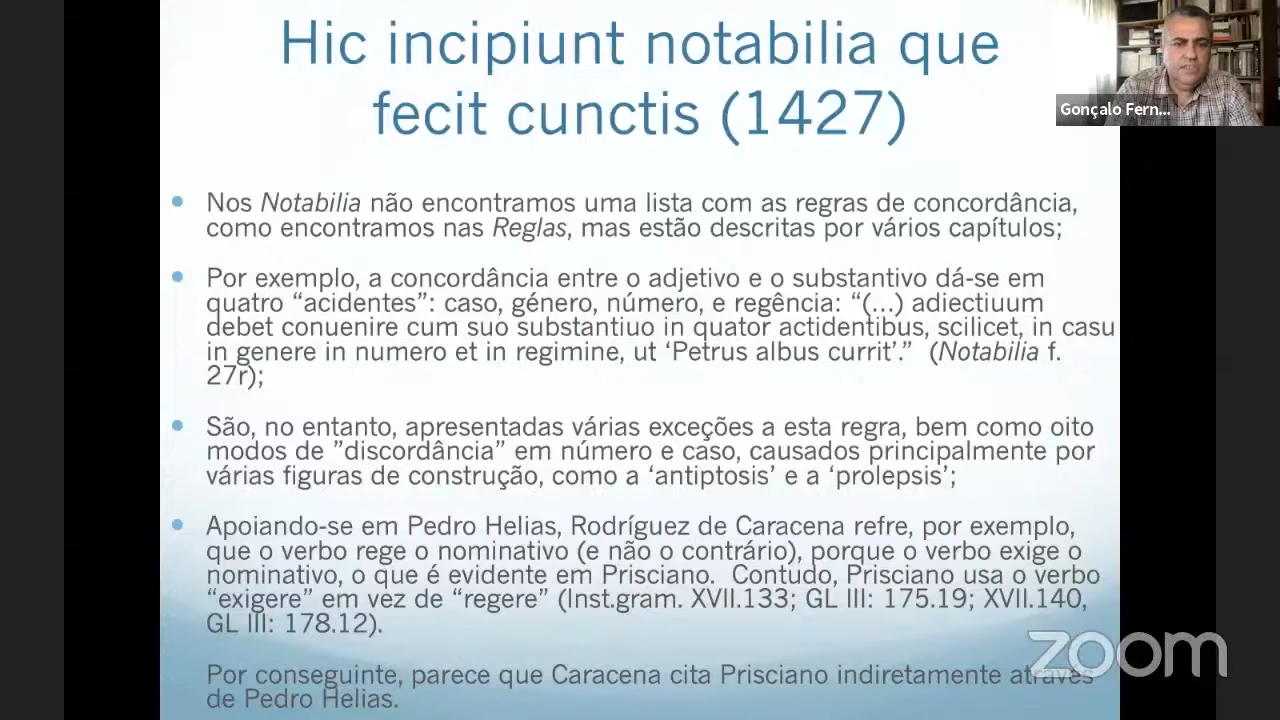 Hic incipiunt notabilia que
fecit cunctis (1427)
Gonçalo Fern...
• Nos Notabilia não encontramos uma lista com as regras de concordância,
como encontramos nas Reglas, mas estão descritas por vários capítulos;
• Por exemplo, a concordância entre o adjetivo e o substantivo dá-se em
quatro “acidentes”: caso, género, número, e regência: “(...) adiectiuum
debet conuenire cum suo substantiuo in quator actidentibus, scilicet, in casu
in genere in numero et in regimine, ut ‘Petrus albus currit’.” (Notabilia f.
27r);
• São, no entanto, apresentadas várias exceções a esta regra, bem como oito
modos de ”discordância” em número e caso, causados principalmente por
várias figuras de construção, como a ‘antiptosis’ e a ‘prolepsis’;
• Apoiando-se em Pedro Helias, Rodríguez de Caracena refre, por exemplo,
que o verbo rege o nominativo (e não o contrário), porque o verbo exige o
nominativo, o que é evidente em Prisciano. Contudo, Prisciano usa o verbo
“exigere” em vez de “regere” (Inst.gram. XVII.133; GL III: 175.19; XVII.140,
GL III: 178.12).
Por conseguinte, parece que Caracena cita Prisciano indiretamente através
de Pedro Helias.
zoom